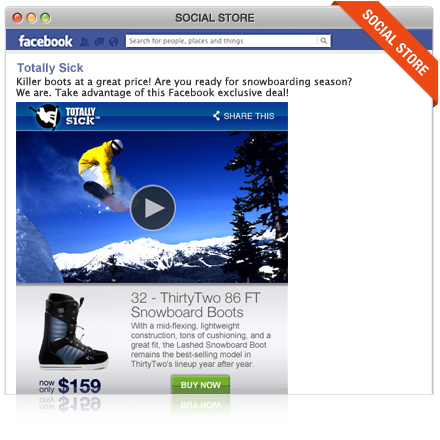 SOCIAL STORE
SOCIAL STORE
facebook
Search for people, places and things
Totally Sick
Killer boots at a great price! Are you ready for snowboarding season?
We are. Take advantage of this Facebook exclusive deal!
TOTALLY
sick™
SHARE THIS
32 - ThirtyTwo 86 FT
Snowboard Boots
With a mid-flexing, lightweight
construction, tons of cushioning, and a
great fit, the Lashed Snowboard Boot
remains the best-selling model in
ThirtyTwo's lineup year after year.
now
only $159
BUY NOW